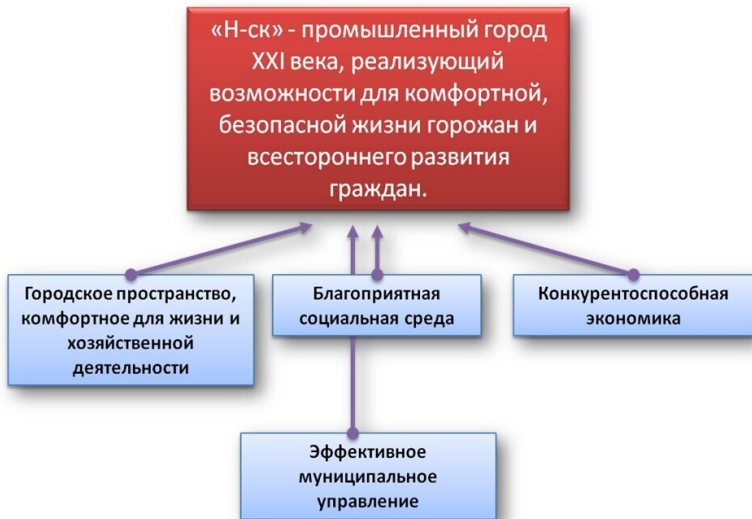 «Н-ск» - промышленный город
XXI века, реализующий
возможности для комфортной,
безопасной жизни горожан и
всестороннего развития
граждан.
Городское пространство,
комфортное для жизни и
хозяйственной
деятельности
Благоприятная
социальная среда
Конкурентоспособная
экономика
Эффективное
муниципальное
управление